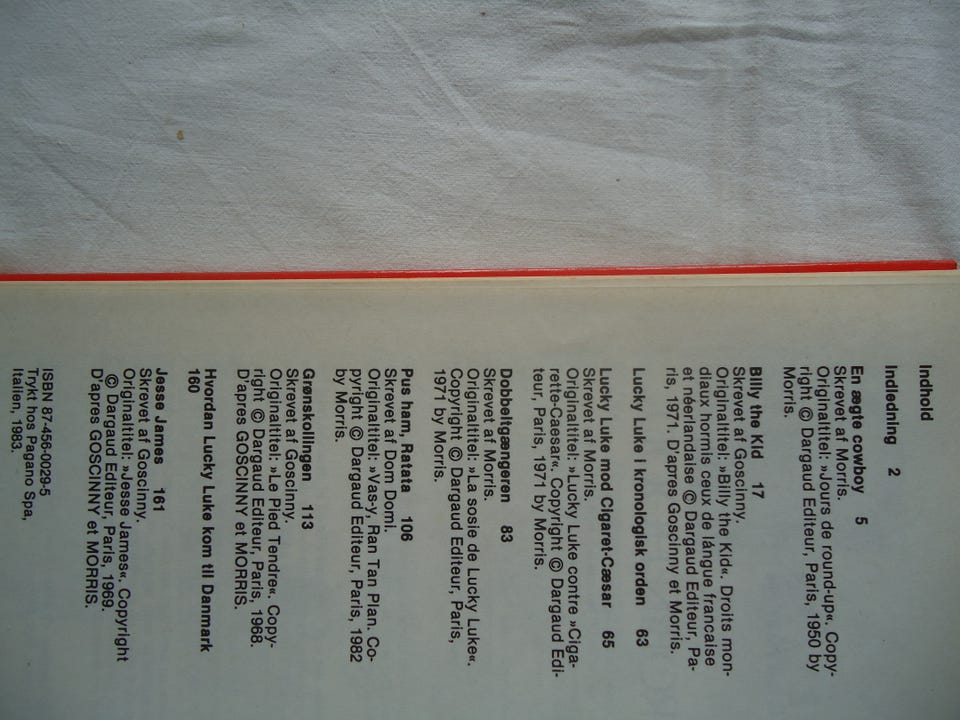 Indhold
Indledning 2
En ægte cowboy 5
Skrevet af Morris.
Originaltitel: »Jours de round-up«. Copy-
right © Dargaud Editeur, Paris, 1950 by
Morris.
Billy the Kid 17
Skrevet af Goscinny.
Originaltitel: »Billy the Kid«. Droits mon-
diaux hormis ceux de lángue francaise
et néerlandaise © Dargaud Editeur, Pa-
ris, 1971. D'apres Goscinny et Morris.
Lucky Luke i kronologisk orden 63
Lucky Luke mod Cigaret-Cæsar 65
Skrevet af Morris.
Originaltitel: »Lucky Luke contre »Ciga-
rette-Caesar«. Copyright © Dargaud Edi-
teur, Paris, 1971 by Morris.
Dobbeltgængeren 83
Skrevet af Morris.
Originaltitel: »La sosie de Lucky Luke«.
Copyright © Dargaud Editeur, Paris,
1971 by Morris.
Pus ham, Ratata 106
Skrevet af Dom Domi.
Originaltitel: »Vas-y, Ran Tan Plan. Co-
pyright © Dargaud Editeur, Paris, 1982
by Morris.
Grønskollingen 113
Skrevet af Goscinny.
Originaltitel: »Le Pied Tendre«. Copy-
right © Dargaud Editeur, Paris, 1968.
D'apres GOSCINNY et MORRIS.
Hvordan Lucky Luke kom til Danmark
160
Jesse James 161
Skrevet af Goscinny.
Originaltitel: »Jesse James«. Copyright
© Dargaud Editeur, Paris, 1969.
D'apres GOSCINNY et MORRIS.
ISBN 87-456-0029-5
Trykt hos Pagano Spa,
Italien, 1983.